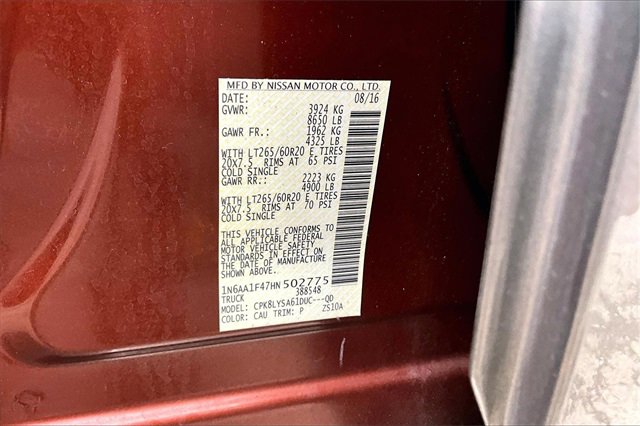 MFD BY NISSAN MOTOR CO., LTD.
DATE: 08/16
GVWR: 3924 KG
8650 LB
GAWR FR.: 1962 KG
4325 LB
WITH LT265/60R20 E TIRES
20X7.5 RIMS AT 65 PSI
COLD SINGLE
GAWR RR.: 2223 KG
4900 LB
WITH LT265/60R20 E TIRES
20X7.5 RIMS AT 70 PSI
COLD SINGLE
THIS VEHICLE CONFORMS TO
ALL APPLICABLE FEDERAL
MOTOR VEHICLE SAFETY
STANDARDS IN EFFECT ON
THE DATE OF MANUFACTURE
SHOWN ABOVE.
1N6AA1F47HN502775
TRUCK 388548
MODEL: CPK8LYSA61DUC---QD
COLOR: CAU TRIM: P ZS10A